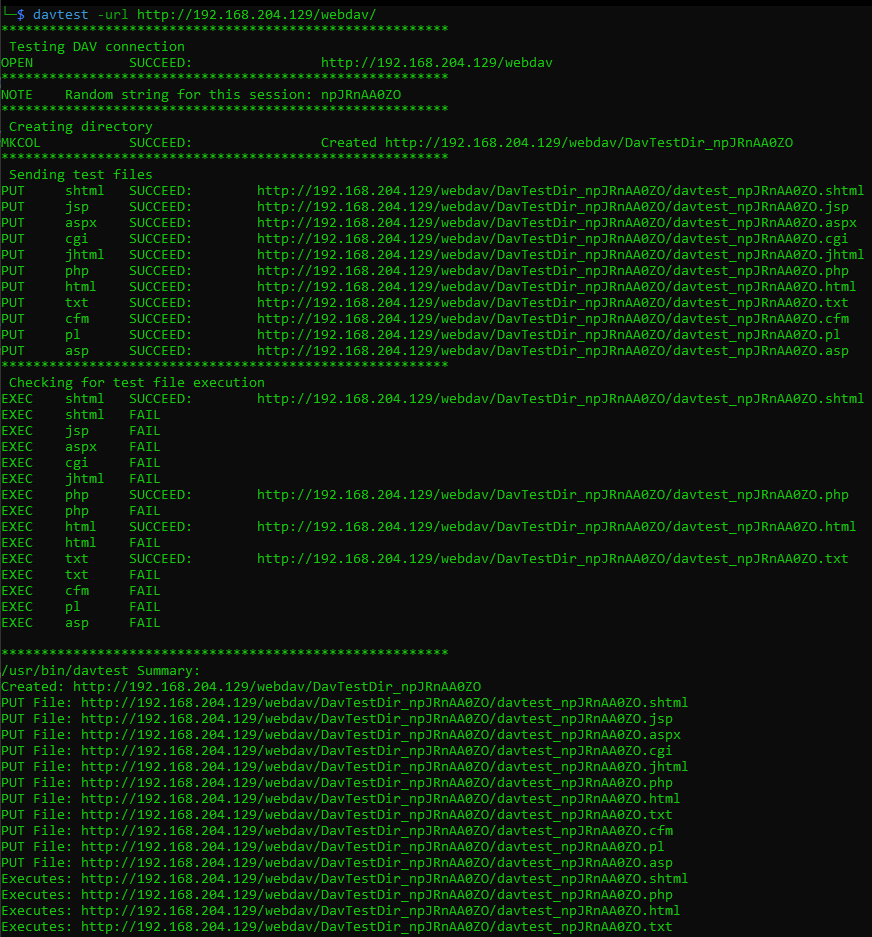 └─$ davtest -url http://192.168.204.129/webdav/
********************************************************
 Testing DAV connection
OPEN            SUCCEED:                http://192.168.204.129/webdav
********************************************************
NOTE    Random string for this session: npJRnAA0ZO
********************************************************
 Creating directory
MKCOL           SUCCEED:                Created http://192.168.204.129/webdav/DavTestDir_npJRnAA0ZO
********************************************************
 Sending test files
PUT     shtml   SUCCEED:        http://192.168.204.129/webdav/DavTestDir_npJRnAA0ZO/davtest_npJRnAA0ZO.shtml
PUT     jsp     SUCCEED:        http://192.168.204.129/webdav/DavTestDir_npJRnAA0ZO/davtest_npJRnAA0ZO.jsp
PUT     aspx    SUCCEED:        http://192.168.204.129/webdav/DavTestDir_npJRnAA0ZO/davtest_npJRnAA0ZO.aspx
PUT     cgi     SUCCEED:        http://192.168.204.129/webdav/DavTestDir_npJRnAA0ZO/davtest_npJRnAA0ZO.cgi
PUT     jhtml   SUCCEED:        http://192.168.204.129/webdav/DavTestDir_npJRnAA0ZO/davtest_npJRnAA0ZO.jhtml
PUT     php     SUCCEED:        http://192.168.204.129/webdav/DavTestDir_npJRnAA0ZO/davtest_npJRnAA0ZO.php
PUT     html    SUCCEED:        http://192.168.204.129/webdav/DavTestDir_npJRnAA0ZO/davtest_npJRnAA0ZO.html
PUT     txt     SUCCEED:        http://192.168.204.129/webdav/DavTestDir_npJRnAA0ZO/davtest_npJRnAA0ZO.txt
PUT     cfm     SUCCEED:        http://192.168.204.129/webdav/DavTestDir_npJRnAA0ZO/davtest_npJRnAA0ZO.cfm
PUT     pl      SUCCEED:        http://192.168.204.129/webdav/DavTestDir_npJRnAA0ZO/davtest_npJRnAA0ZO.pl
PUT     asp     SUCCEED:        http://192.168.204.129/webdav/DavTestDir_npJRnAA0ZO/davtest_npJRnAA0ZO.asp
********************************************************
 Checking for test file execution
EXEC    shtml   SUCCEED:        http://192.168.204.129/webdav/DavTestDir_npJRnAA0ZO/davtest_npJRnAA0ZO.shtml
EXEC    shtml   FAIL
EXEC    jsp     FAIL
EXEC    aspx    FAIL
EXEC    cgi     FAIL
EXEC    jhtml   FAIL
EXEC    php     SUCCEED:        http://192.168.204.129/webdav/DavTestDir_npJRnAA0ZO/davtest_npJRnAA0ZO.php
EXEC    php     FAIL
EXEC    html    SUCCEED:        http://192.168.204.129/webdav/DavTestDir_npJRnAA0ZO/davtest_npJRnAA0ZO.html
EXEC    html    FAIL
EXEC    txt     SUCCEED:        http://192.168.204.129/webdav/DavTestDir_npJRnAA0ZO/davtest_npJRnAA0ZO.txt
EXEC    txt     FAIL
EXEC    cfm     FAIL
EXEC    pl      FAIL
EXEC    asp     FAIL
********************************************************
/usr/bin/davtest Summary:
Created: http://192.168.204.129/webdav/DavTestDir_npJRnAA0ZO
PUT File: http://192.168.204.129/webdav/DavTestDir_npJRnAA0ZO/davtest_npJRnAA0ZO.shtml
PUT File: http://192.168.204.129/webdav/DavTestDir_npJRnAA0ZO/davtest_npJRnAA0ZO.jsp
PUT File: http://192.168.204.129/webdav/DavTestDir_npJRnAA0ZO/davtest_npJRnAA0ZO.aspx
PUT File: http://192.168.204.129/webdav/DavTestDir_npJRnAA0ZO/davtest_npJRnAA0ZO.cgi
PUT File: http://192.168.204.129/webdav/DavTestDir_npJRnAA0ZO/davtest_npJRnAA0ZO.jhtml
PUT File: http://192.168.204.129/webdav/DavTestDir_npJRnAA0ZO/davtest_npJRnAA0ZO.php
PUT File: http://192.168.204.129/webdav/DavTestDir_npJRnAA0ZO/davtest_npJRnAA0ZO.html
PUT File: http://192.168.204.129/webdav/DavTestDir_npJRnAA0ZO/davtest_npJRnAA0ZO.txt
PUT File: http://192.168.204.129/webdav/DavTestDir_npJRnAA0ZO/davtest_npJRnAA0ZO.cfm
PUT File: http://192.168.204.129/webdav/DavTestDir_npJRnAA0ZO/davtest_npJRnAA0ZO.pl
PUT File: http://192.168.204.129/webdav/DavTestDir_npJRnAA0ZO/davtest_npJRnAA0ZO.asp
Executes: http://192.168.204.129/webdav/DavTestDir_npJRnAA0ZO/davtest_npJRnAA0ZO.shtml
Executes: http://192.168.204.129/webdav/DavTestDir_npJRnAA0ZO/davtest_npJRnAA0ZO.php
Executes: http://192.168.204.129/webdav/DavTestDir_npJRnAA0ZO/davtest_npJRnAA0ZO.html
Executes: http://192.168.204.129/webdav/DavTestDir_npJRnAA0ZO/davtest_npJRnAA0ZO.txt